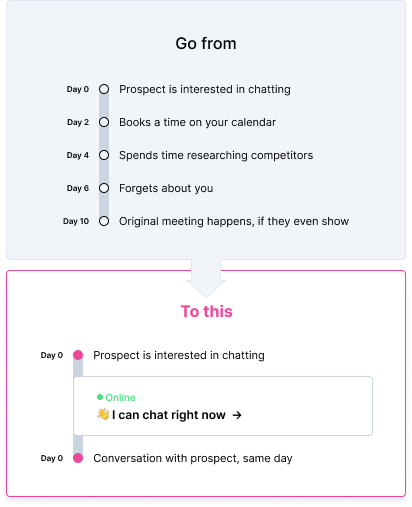 Go from
Day 0 Prospect is interested in chatting
Day 2 Books a time on your calendar
Day 4 Spends time researching competitors
Day 6 Forgets about you
Day 10 Original meeting happens, if they even show
To this
Day 0 Prospect is interested in chatting
Online
👋 I can chat right now →
Day 0 Conversation with prospect, same day